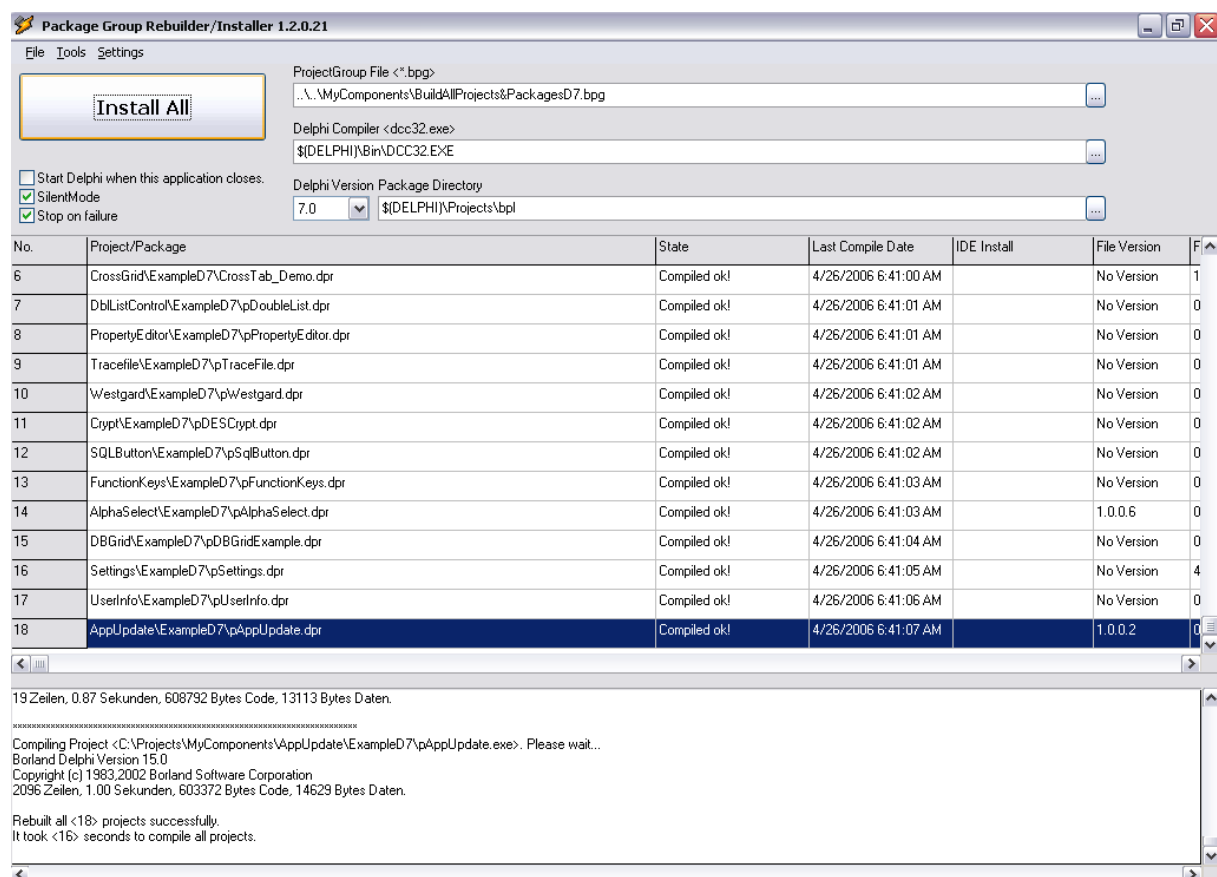 Package Group Rebuilder/Installer 1.2.0.21
File Tools Settings
Install All
ProjectGroup File <*.bpg>
..\..\MyComponents\BuildAllProjects&PackagesD7.bpg
...
Delphi Compiler <dcc32.exe>
$(DELPHI)\Bin\DCC32.EXE
...
Start Delphi when this application closes.
SilentMode
Stop on failure
Delphi Version Package Directory
7.0 $(DELPHI)\Projects\bpl
...
No. Project/Package State Last Compile Date IDE Install File Version F
6 CrossGrid\ExampleD7\CrossTab_Demo.dpr Compiled ok! 4/26/2006 6:41:00 AM No Version 1
7 DblListControl\ExampleD7\pDoubleList.dpr Compiled ok! 4/26/2006 6:41:01 AM No Version 0
8 PropertyEditor\ExampleD7\pPropertyEditor.dpr Compiled ok! 4/26/2006 6:41:01 AM No Version 0
9 Tracefile\ExampleD7\pTraceFile.dpr Compiled ok! 4/26/2006 6:41:01 AM No Version 0
10 Westgard\ExampleD7\pWestgard.dpr Compiled ok! 4/26/2006 6:41:02 AM No Version 0
11 Crypt\ExampleD7\pDESCrypt.dpr Compiled ok! 4/26/2006 6:41:02 AM No Version 0
12 SQLButton\ExampleD7\pSqlButton.dpr Compiled ok! 4/26/2006 6:41:02 AM No Version 0
13 FunctionKeys\ExampleD7\pFunctionKeys.dpr Compiled ok! 4/26/2006 6:41:03 AM No Version 0
14 AlphaSelect\ExampleD7\pAlphaSelect.dpr Compiled ok! 4/26/2006 6:41:03 AM 1.0.0.6 0
15 DBGrid\ExampleD7\pDBGridExample.dpr Compiled ok! 4/26/2006 6:41:04 AM No Version 0
16 Settings\ExampleD7\pSettings.dpr Compiled ok! 4/26/2006 6:41:05 AM No Version 4
17 UserInfo\ExampleD7\pUserInfo.dpr Compiled ok! 4/26/2006 6:41:06 AM No Version 0
18 AppUpdate\ExampleD7\pAppUpdate.dpr Compiled ok! 4/26/2006 6:41:07 AM 1.0.0.2 0
19 Zeilen, 0.87 Sekunden, 608792 Bytes Code, 13113 Bytes Daten.
Compiling Project <C:\Projects\MyComponents\AppUpdate\ExampleD7\pAppUpdate.exe>. Please wait...
Borland Delphi Version 15.0
Copyright (c) 1983,2002 Borland Software Corporation
2096 Zeilen, 1.00 Sekunden, 603372 Bytes Code, 14629 Bytes Daten.
Rebuilt all <18> projects successfully.
It took <16> seconds to compile all projects.